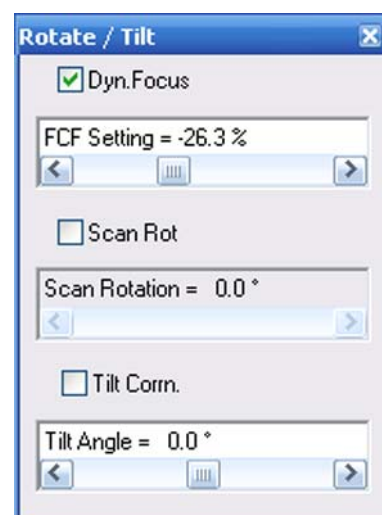 Rotate / Tilt
Dyn.Focus
FCF Setting = -26.3 %
Scan Rot
Scan Rotation = 0.0 °
Tilt Corrn.
Tilt Angle = 0.0 °